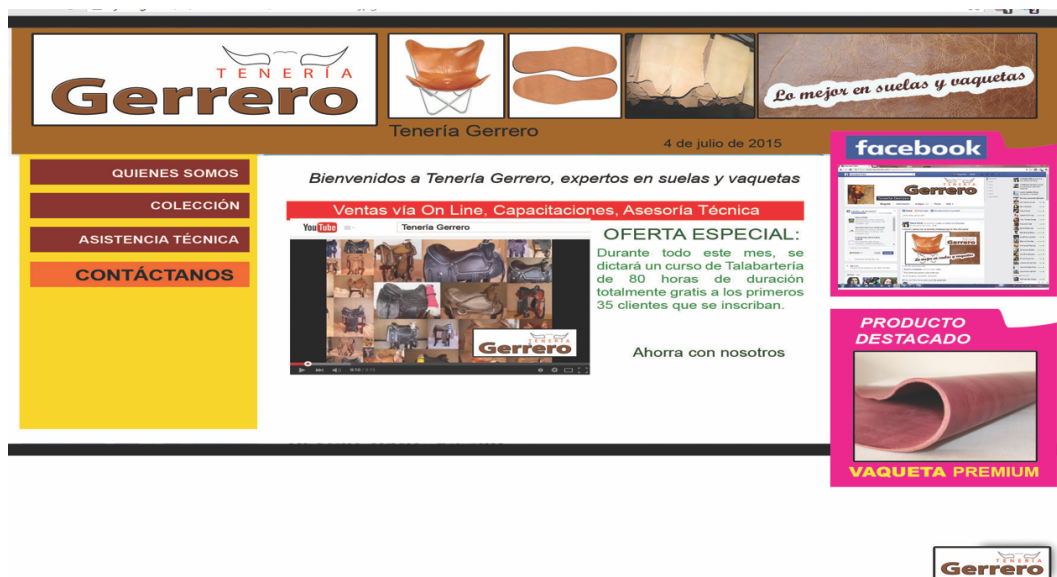 TENERÍA
Gerrero
Lo mejor en suelas y vaquetas
Tenería Gerrero
4 de julio de 2015
facebook
QUIENES SOMOS
COLECCIÓN
ASISTENCIA TÉCNICA
CONTÁCTANOS
Bienvenidos a Tenería Gerrero, expertos en suelas y vaquetas
Ventas vía On Line, Capacitaciones, Asesoría Técnica
YouTube
Tenería Gerrero
TENERÍA
Gerrero
OFERTA ESPECIAL:
Durante todo este mes, se
dictará un curso de Talabartería
de 80 horas de duración
totalmente gratis a los primeros
35 clientes que se inscriban.
Ahorra con nosotros
Gerrero
Gerrero
PRODUCTO
DESTACADO
VAQUETA PREMIUM
TENERÍA
Gerrero